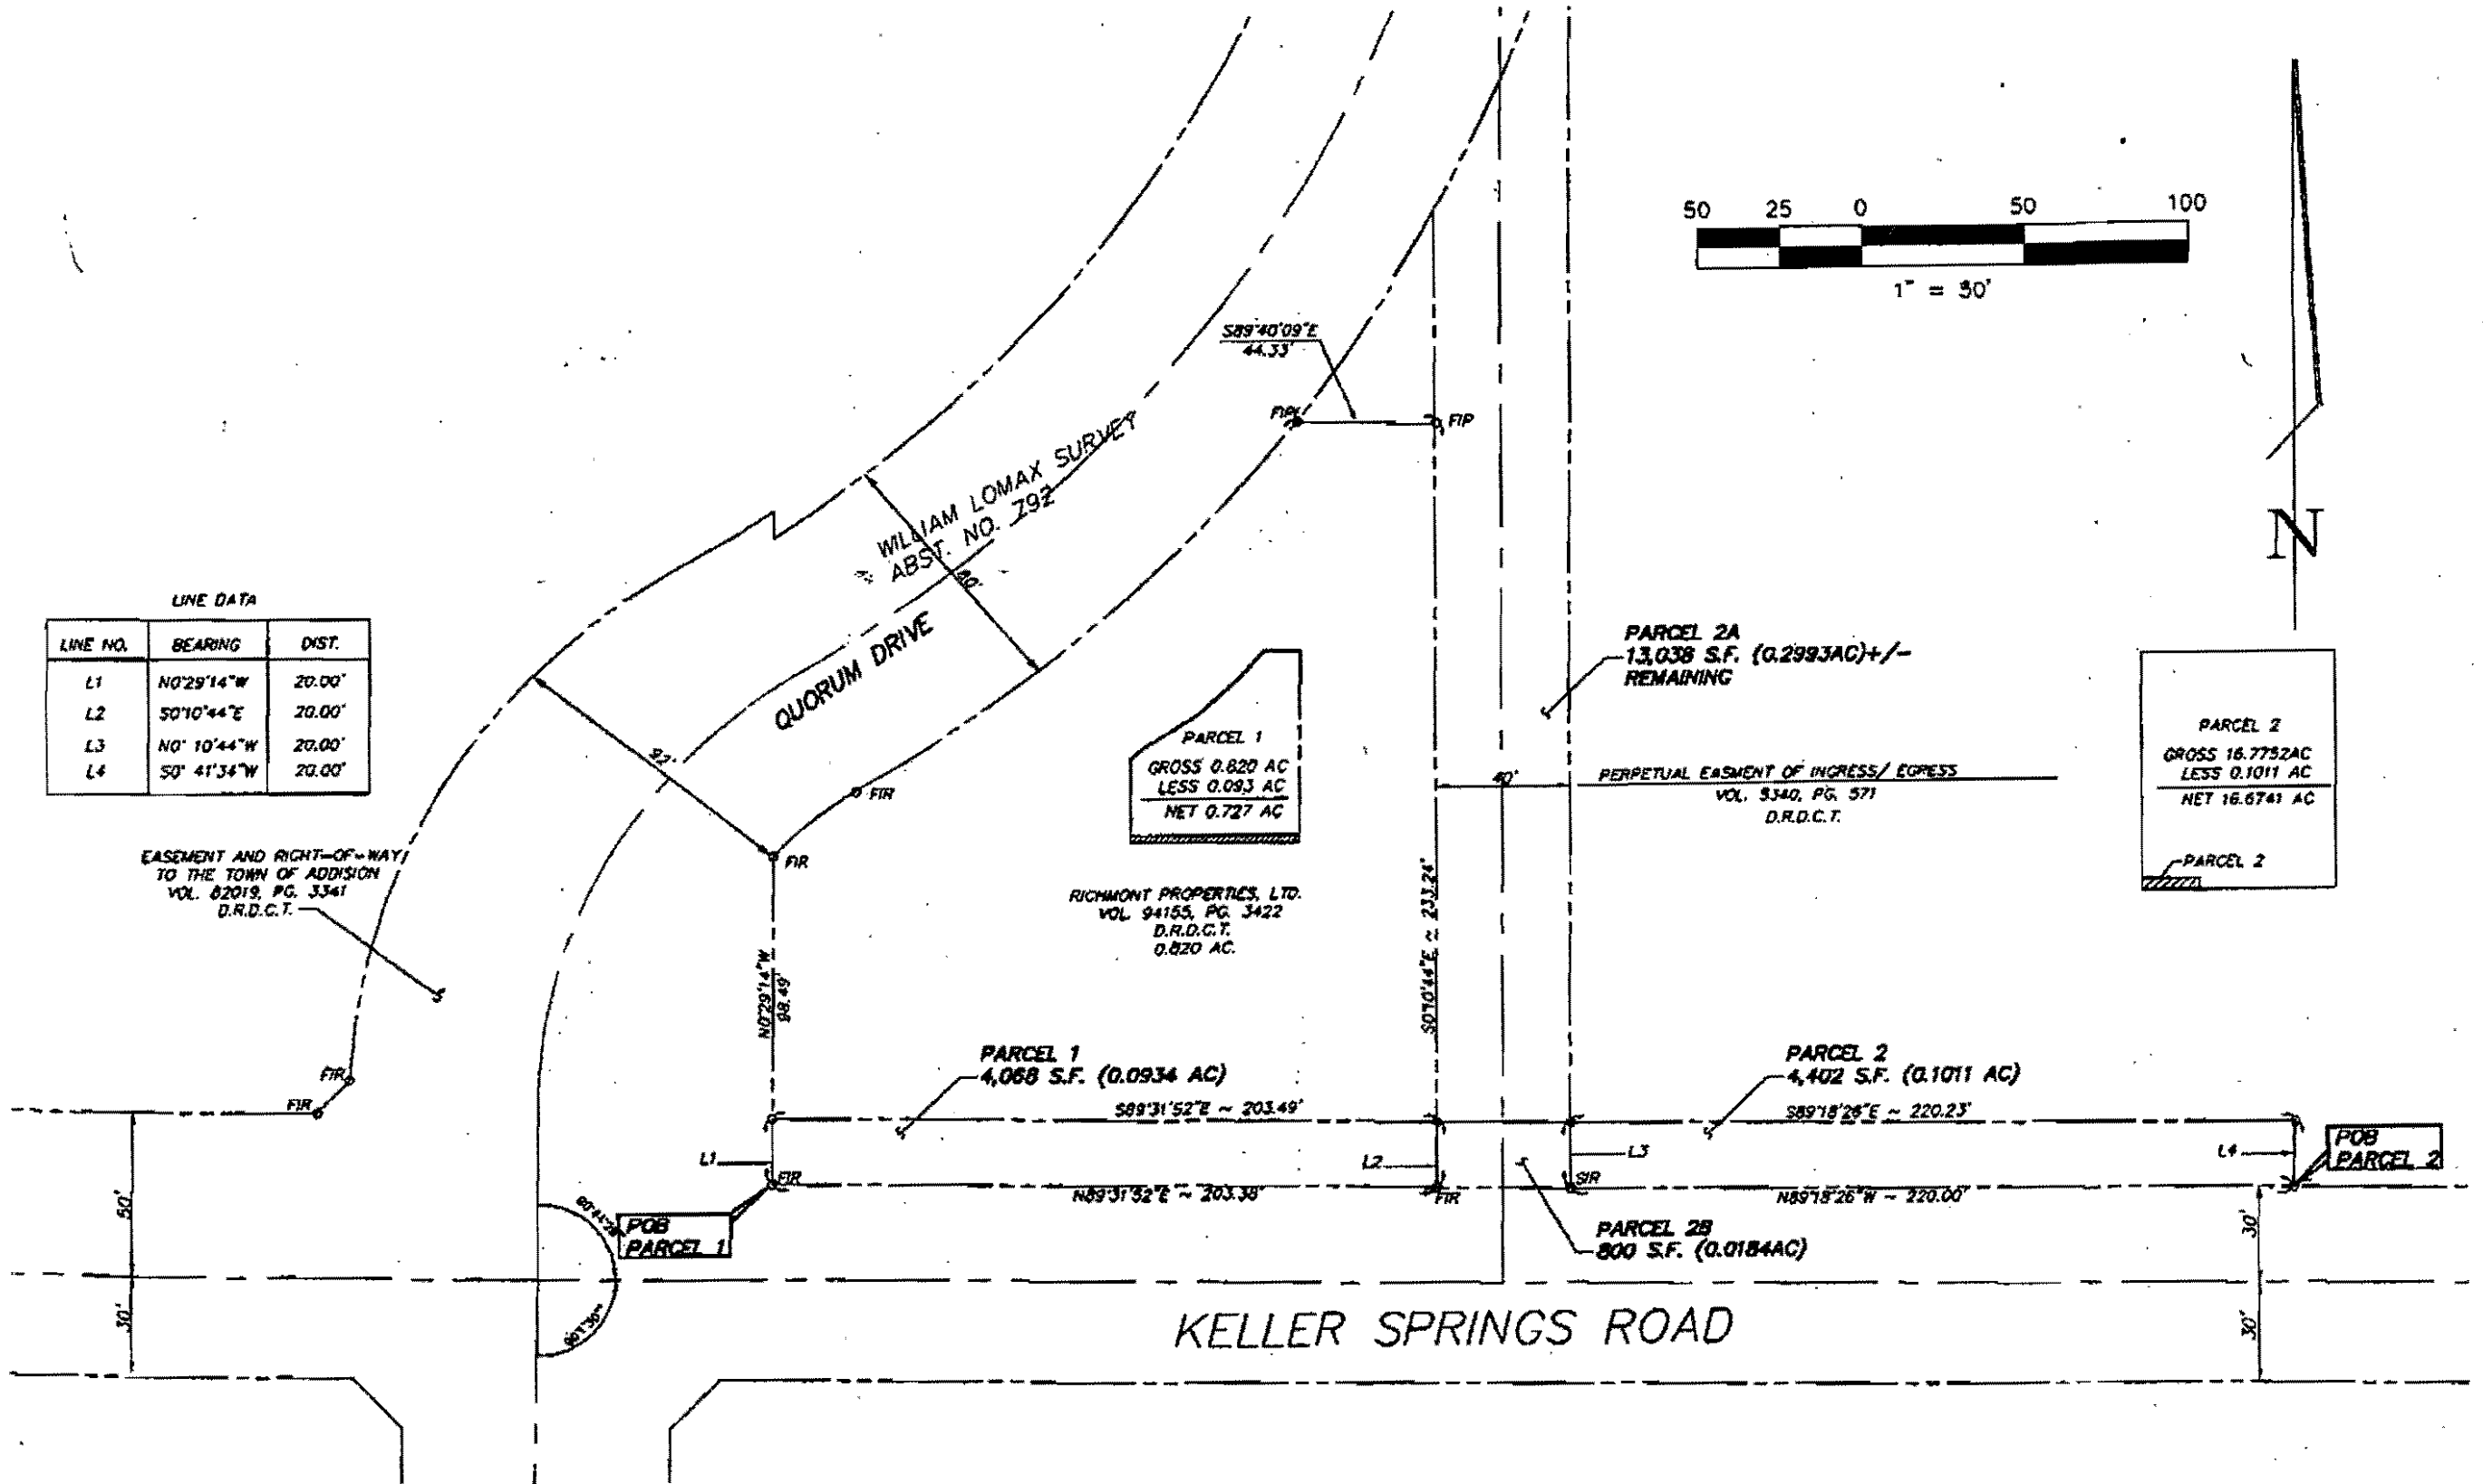 50 25 0 50 100
1" = 50'
S89°40'09"E
44.33'
FIP
FIP
WILLIAM LOMAX SURVEY
ABST. NO. 792
80'
N
LINE DATA
LINE NO. BEARING DIST.
L1 N0°29'14"W 20.00'
L2 S0°10'44"E 20.00'
L3 N0° 10'44"W 20.00'
L4 S0° 41'34"W 20.00'
QUORUM DRIVE
92'
FIR
FIR
PARCEL 1
GROSS 0.820 AC
LESS 0.093 AC
NET 0.727 AC
PARCEL 2A
13,038 S.F. (0.2993AC)+/-
REMAINING
40'
PERPETUAL EASMENT OF INGRESS/ EGRESS
VOL. 5340, PG. 571
D.R.D.C.T.
PARCEL 2
GROSS 16.7752AC
LESS 0.1011 AC
NET 16.6741 AC
PARCEL 2
EASEMENT AND RIGHT-OF-WAY
TO THE TOWN OF ADDISION
VOL. 82019, PG. 3341
D.R.D.C.T.
RICHMONT PROPERTIES, LTD.
VOL. 94155, PG. 3422
D.R.D.C.T.
0.820 AC.
N0°29'14"W
98.49'
S0°10'44"E ~ 233.24'
FIR
FIR
PARCEL 1
4,068 S.F. (0.0934 AC)
S89°31'52"E ~ 203.49'
PARCEL 2
4,402 S.F. (0.1011 AC)
S89°18'26"E ~ 220.23'
L1
FIR
L2
FIR
L3
SIR
L4
POB
PARCEL 2
N89°31'52"E ~ 203.38'
N89°18'26"W ~ 220.00'
POB
PARCEL 1
PARCEL 2B
800 S.F. (0.0184AC)
50'
30'
30'
30'
KELLER SPRINGS ROAD